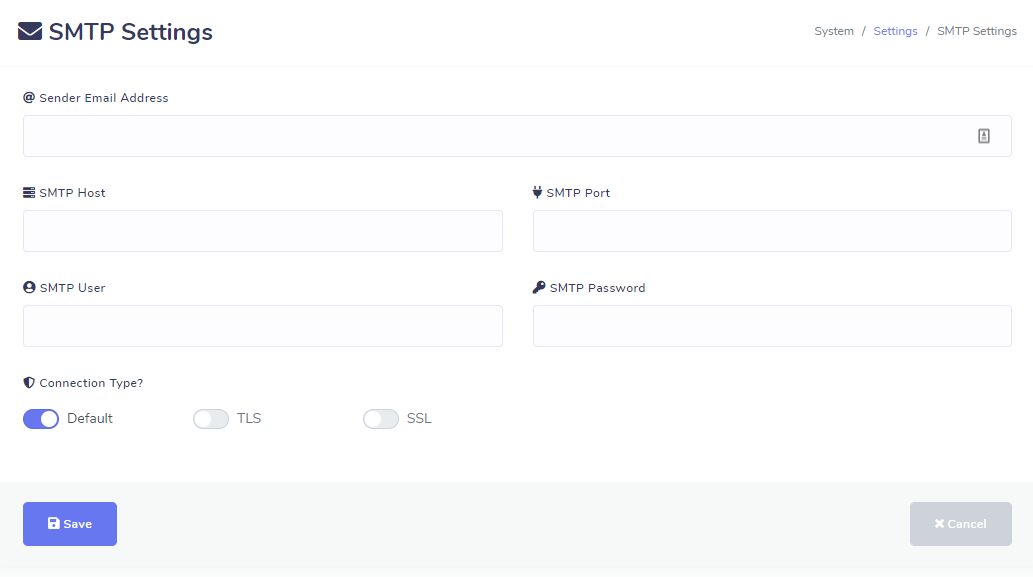 SMTP Settings
System / Settings / SMTP Settings
Sender Email Address
SMTP Host
SMTP Port
SMTP User
SMTP Password
Connection Type?
Default
TLS
SSL
Save
Cancel